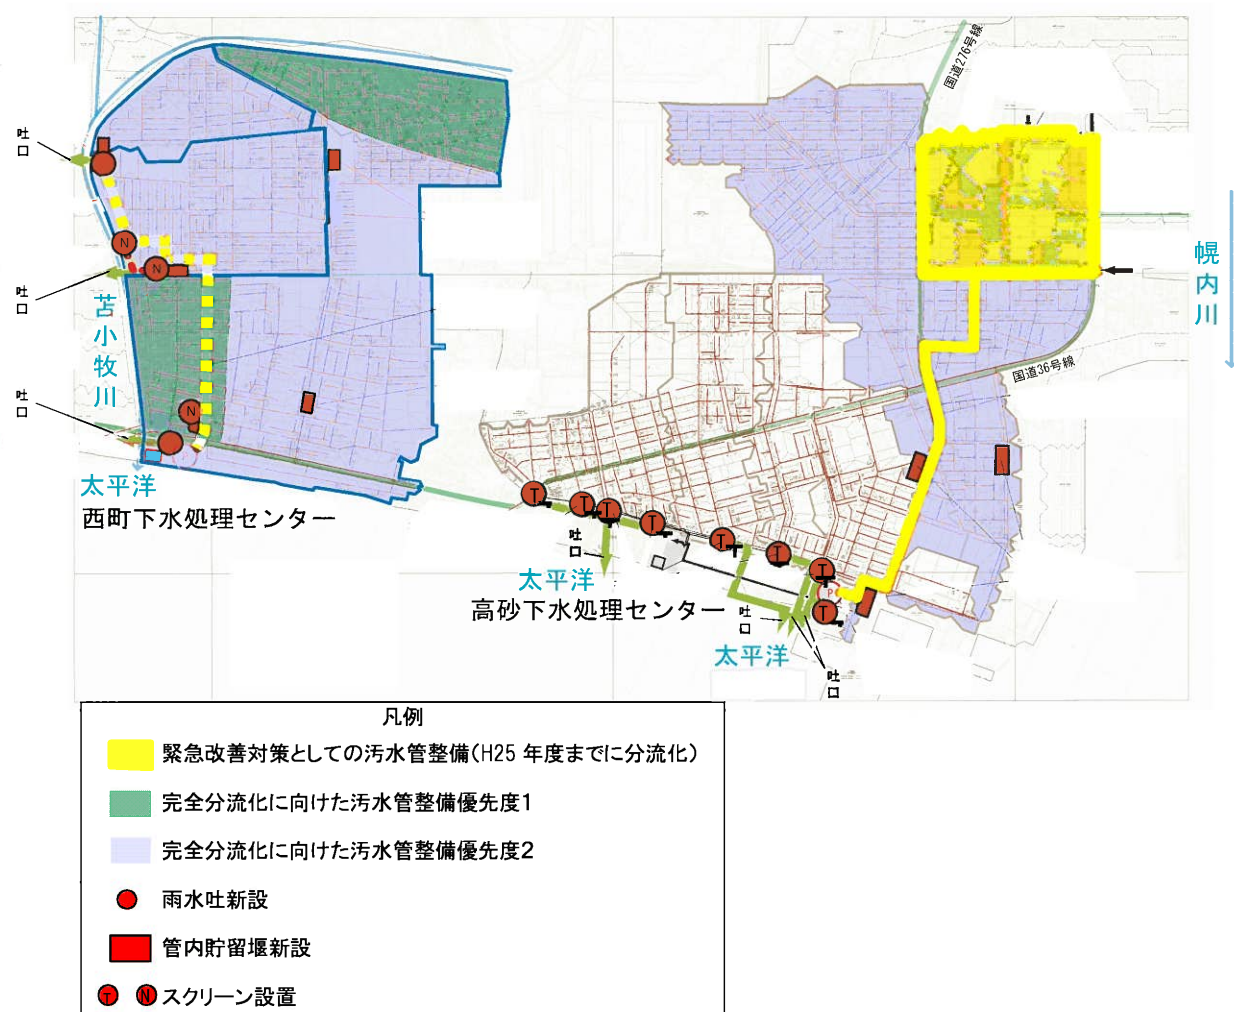 国道276号線
吐口
幌内川
吐口
苫小牧川
国道36号線
吐口
N
N
N
太平洋
西町下水処理センター
T
T
T
T
T
T
T
T
P
吐口
太平洋
高砂下水処理センター
吐口
太平洋
吐口
凡例
緊急改善対策としての汚水管整備(H25 年度までに分流化)
完全分流化に向けた汚水管整備優先度1
完全分流化に向けた汚水管整備優先度2
雨水吐新設
管内貯留堰新設
T N スクリーン設置